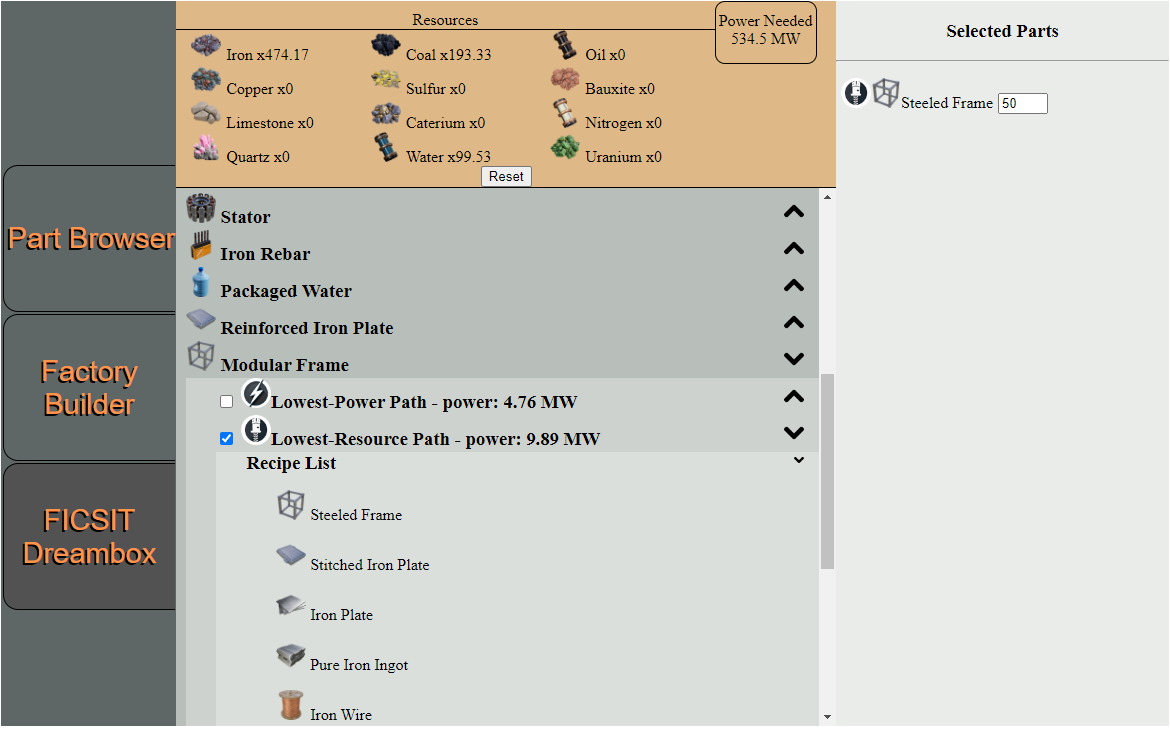 Resources
Power Needed
534.5 MW
Iron x474.17
Coal x193.33
Oil x0
Copper x0
Sulfur x0
Bauxite x0
Limestone x0
Caterium x0
Nitrogen x0
Quartz x0
Water x99.53
Uranium x0
Reset
Part Browser
Factory
Builder
FICSIT
Dreambox
Stator
Iron Rebar
Packaged Water
Reinforced Iron Plate
Modular Frame
Lowest-Power Path - power: 4.76 MW
Lowest-Resource Path - power: 9.89 MW
Recipe List
Steeled Frame
Stitched Iron Plate
Iron Plate
Pure Iron Ingot
Iron Wire
Selected Parts
Steeled Frame 50